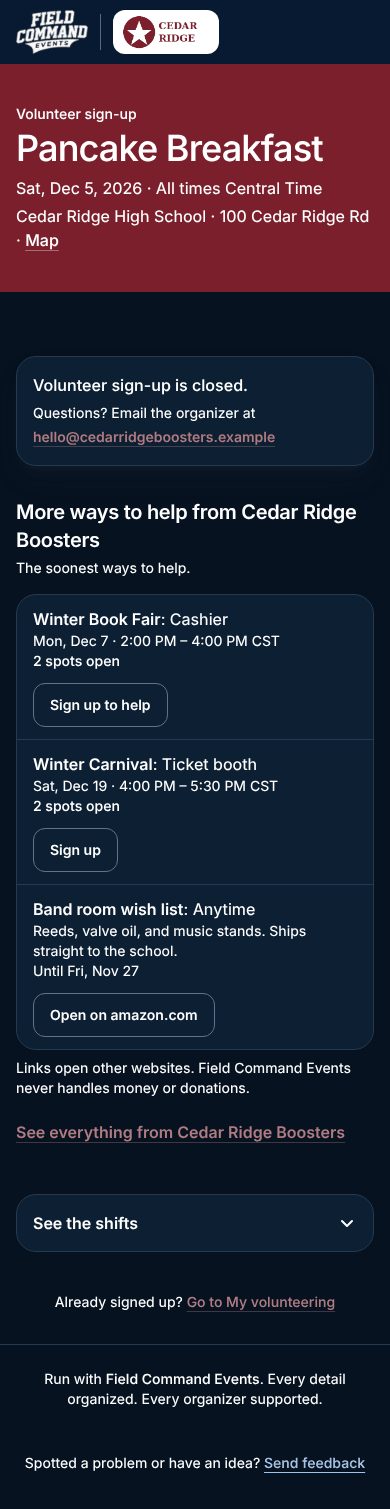 FIELD
COMMAND
EVENTS
CEDAR
RIDGE
Volunteer sign-up
Pancake Breakfast
Sat, Dec 5, 2026 · All times Central Time
Cedar Ridge High School · 100 Cedar Ridge Rd
· Map
Volunteer sign-up is closed.
Questions? Email the organizer at
hello@cedarridgeboosters.example
More ways to help from Cedar Ridge
Boosters
The soonest ways to help.
Winter Book Fair: Cashier
Mon, Dec 7 · 2:00 PM – 4:00 PM CST
2 spots open
Sign up to help
Winter Carnival: Ticket booth
Sat, Dec 19 · 4:00 PM – 5:30 PM CST
2 spots open
Sign up
Band room wish list: Anytime
Reeds, valve oil, and music stands. Ships
straight to the school.
Until Fri, Nov 27
Open on amazon.com
Links open other websites. Field Command Events
never handles money or donations.
See everything from Cedar Ridge Boosters
See the shifts
Already signed up? Go to My volunteering
Run with Field Command Events. Every detail
organized. Every organizer supported.
Spotted a problem or have an idea? Send feedback